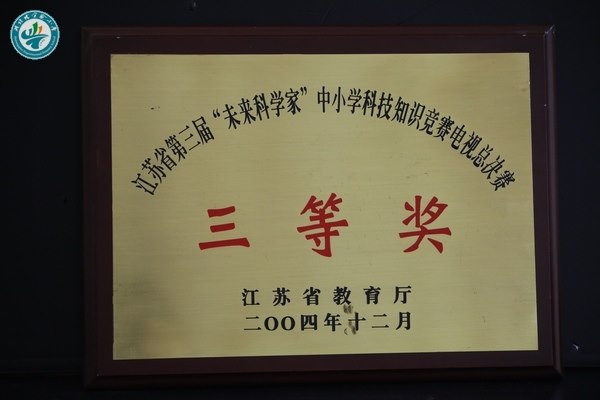 江苏省第三届“未来科学家”中小学科技知识竞赛电视总决赛
三等奖
江苏省教育厅
二〇〇四年十二月